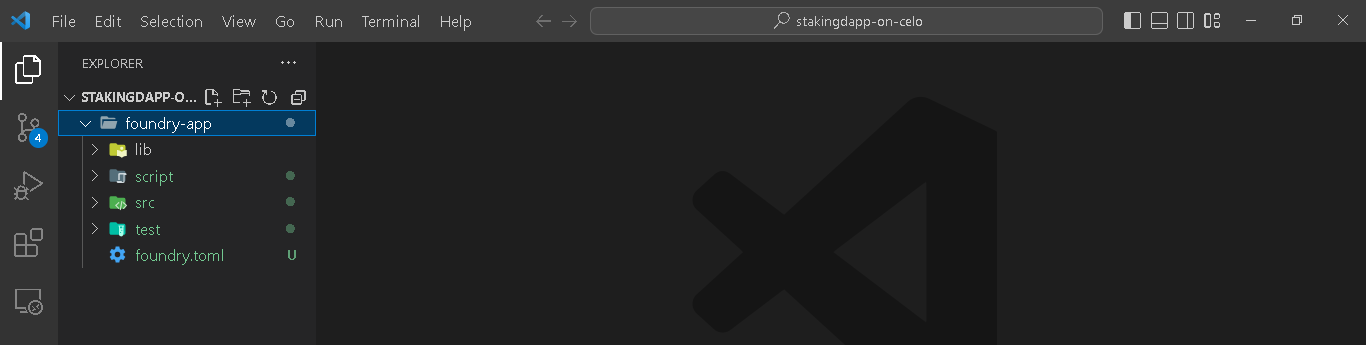 File Edit Selection View Go Run Terminal Help stakingdapp-on-celo
EXPLORER
STAKINGDAPP-O...
foundry-app
4
lib
script
src
test
foundry.toml U